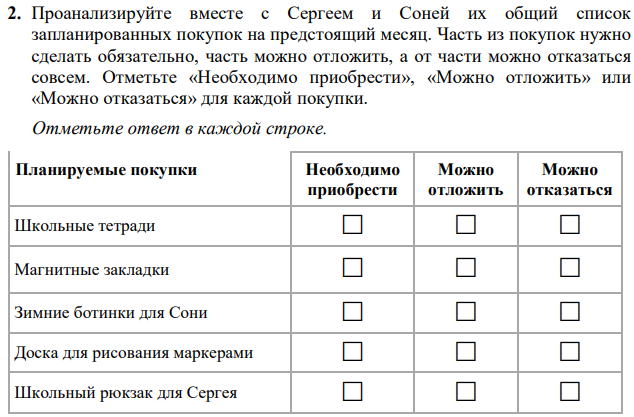 2. Проанализируйте вместе с Сергеем и Соней их общий список
запланированных покупок на предстоящий месяц. Часть из покупок нужно
сделать обязательно, часть можно отложить, а от части можно отказаться
совсем. Отметьте «Необходимо приобрести», «Можно отложить» или
«Можно отказаться» для каждой покупки.
Отметьте ответ в каждой строке.
Планируемые покупки Необходимо приобрести Можно отложить Можно отказаться
Школьные тетради
Магнитные закладки
Зимние ботинки для Сони
Доска для рисования маркерами
Школьный рюкзак для Сергея